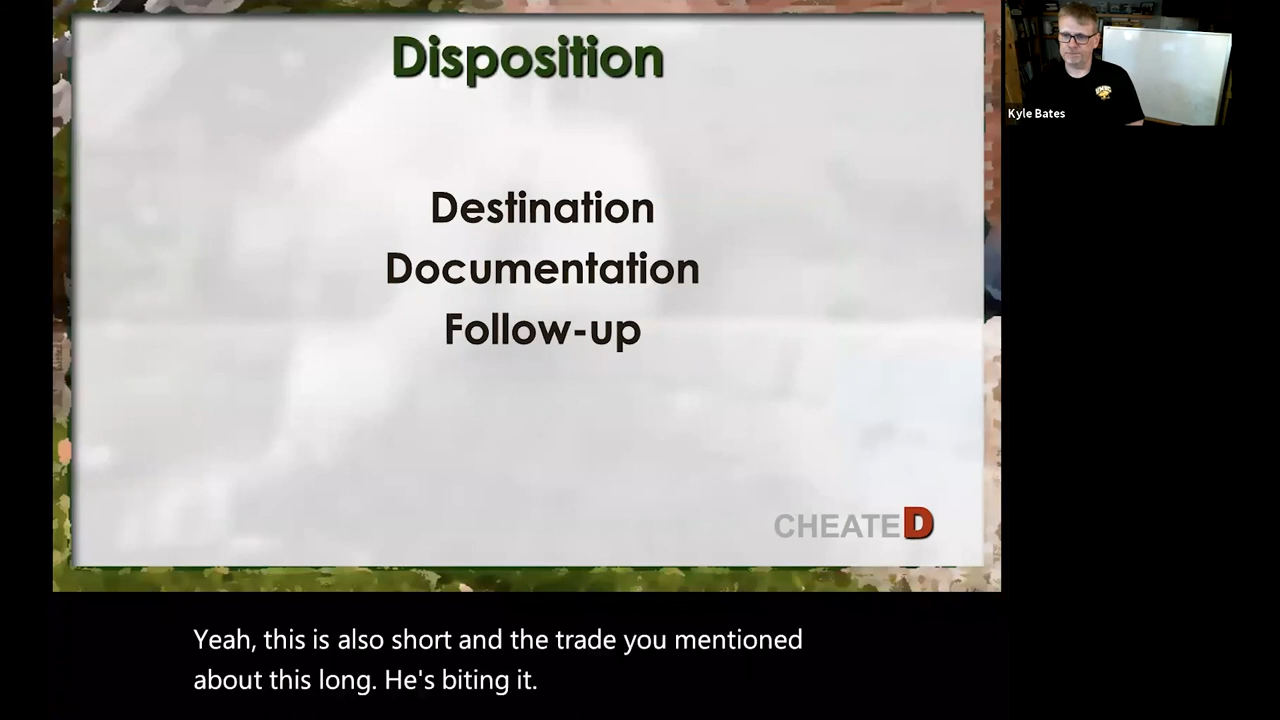 Disposition
Destination
Documentation
Follow-up
CHEATED
Kyle Bates
Yeah, this is also short and the trade you mentioned
about this long. He's biting it.